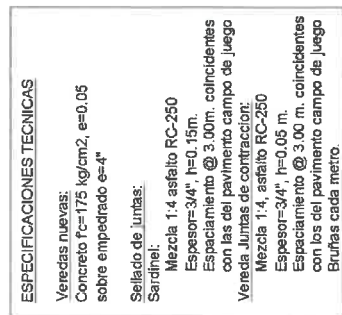 ESPECIFICACIONES TECNICAS
Veredas nuevas:
Concreto f'c=175 kg/cm2, e=0.05
sobre empedrado e=4"
Sellado de juntas:
Sardinel:
Mezcla 1:4 asfalto RC-250
Espesor=3/4", h=0.15m.
Espaciamiento @ 3.00m. coincidentes
con las del pavimento campo de juego
Vereda Juntas de contraccion:
Mezcla 1:4, asfalto RC-250
Espesor=3/4", h=0.05 m.
Espaciamiento @ 3.00 m. coincidentes
con los del pavimento campo de juego
Bruñas cada metro.